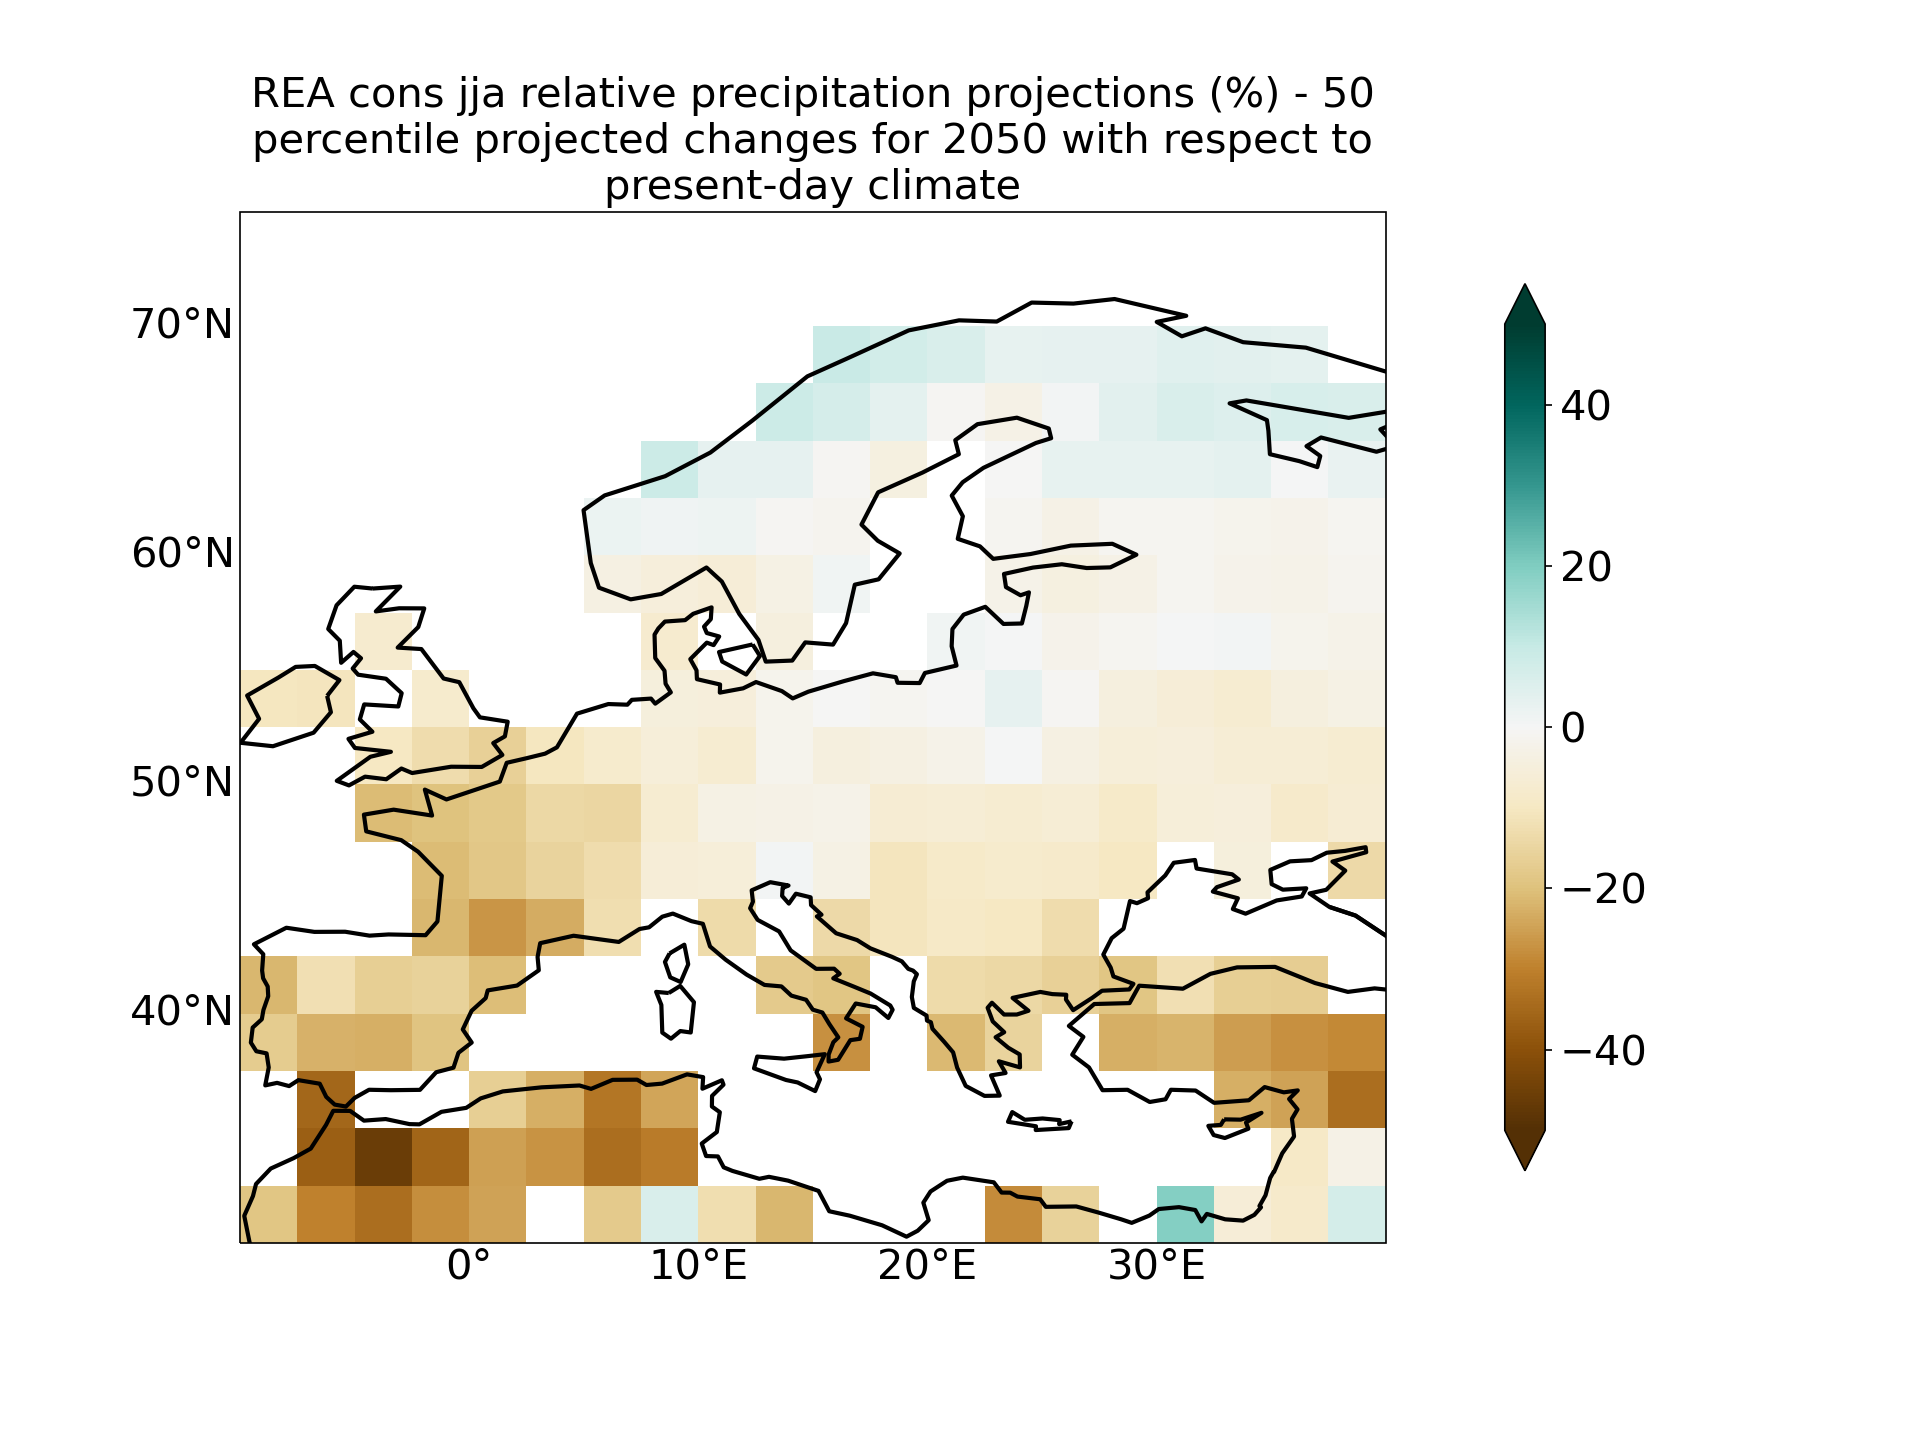 REA cons jja relative precipitation projections (%) - 50
percentile projected changes for 2050 with respect to
present-day climate
70°N
60°N
50°N
40°N
0°
10°E
20°E
30°E
40
20
0
−20
−40